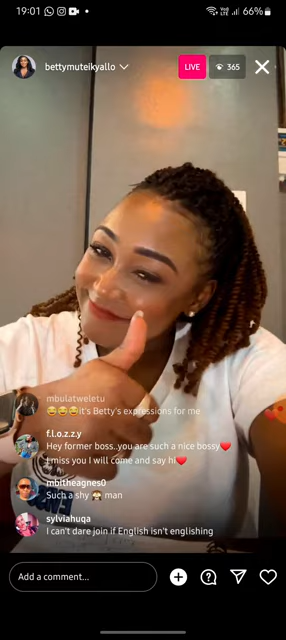 19:01
66%
bettymuteikyallo
LIVE
365
mbulatweletu
😂😂😂it's Betty's expressions for me
f.l.o.z.z.y
Hey former boss..you are such a nice bossy❤️
I miss you I will come and say hi❤️
mbitheagnes0
Such a shy 🙈 man
sylviahuqa
I can't dare join if English isn't englishing
Add a comment...